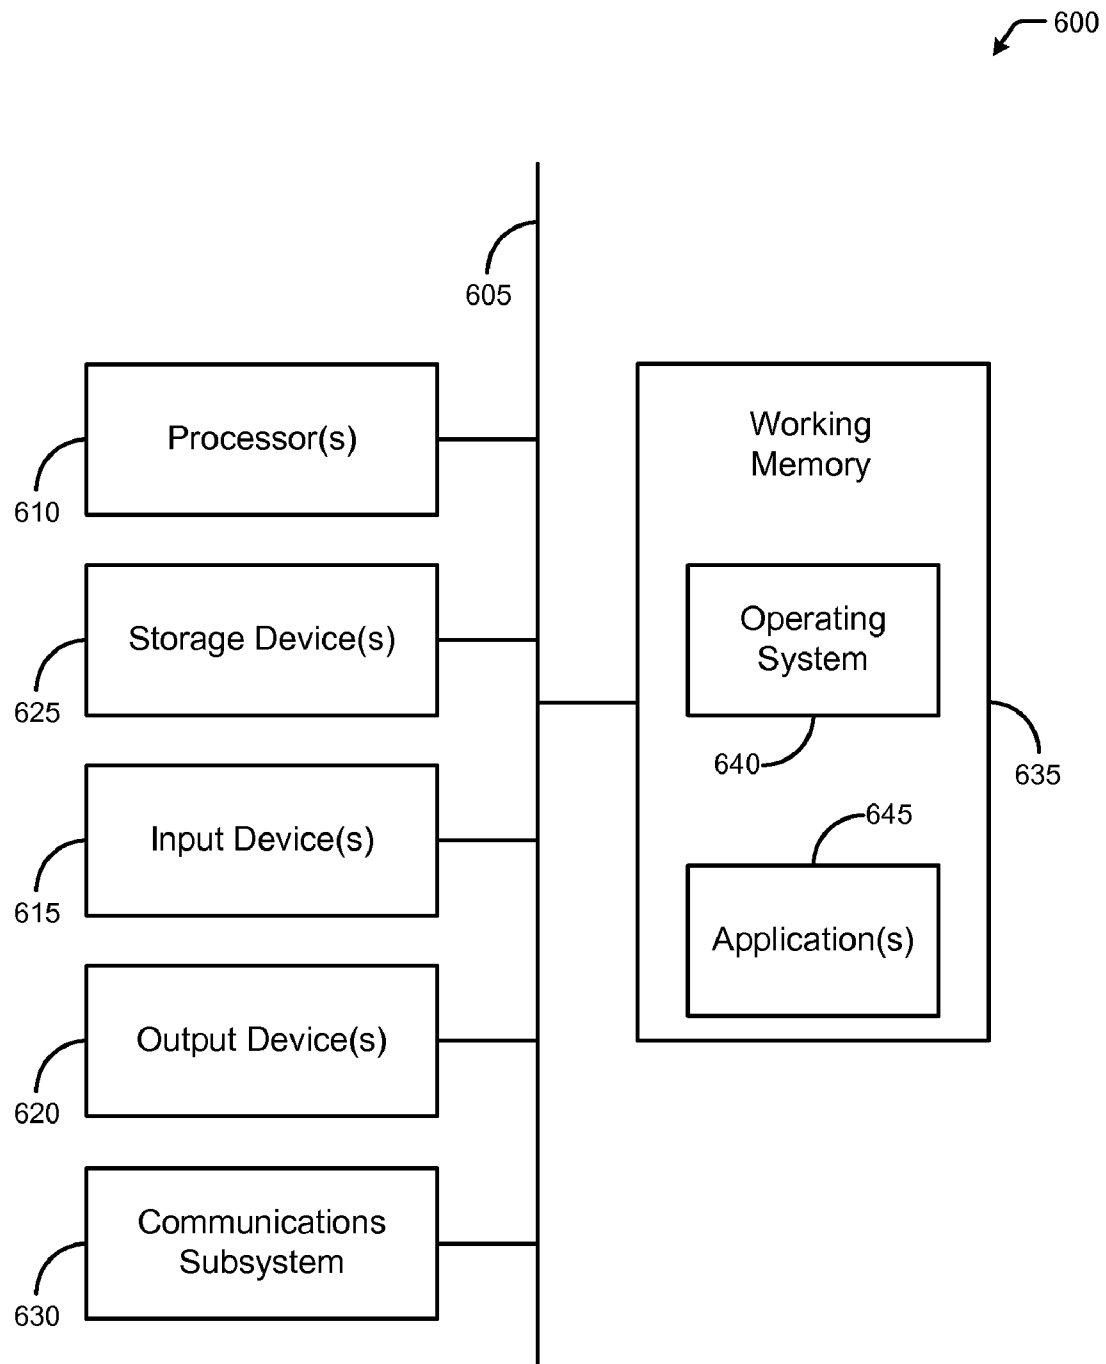 600
605
Processor(s)
610
Storage Device(s)
625
Input Device(s)
615
Output Device(s)
620
Communications
Subsystem
630
Working
Memory
Operating
System
640
635
645
Application(s)